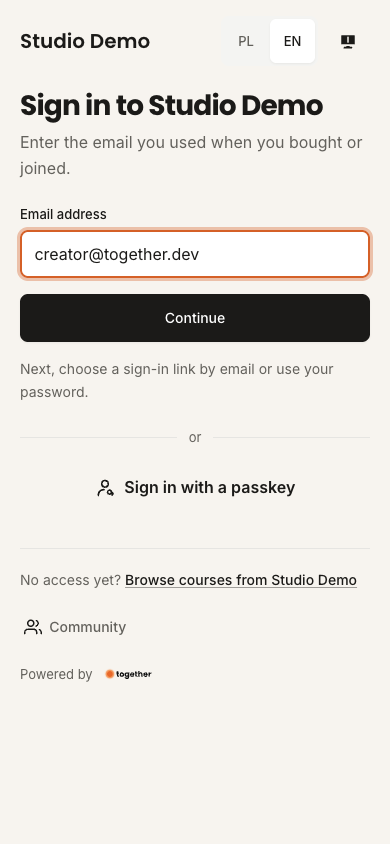 Studio Demo
PL
EN
Sign in to Studio Demo
Enter the email you used when you bought or
joined.
Email address
creator@together.dev
Continue
Next, choose a sign-in link by email or use your
password.
or
Sign in with a passkey
No access yet? Browse courses from Studio Demo
Community
Powered by together